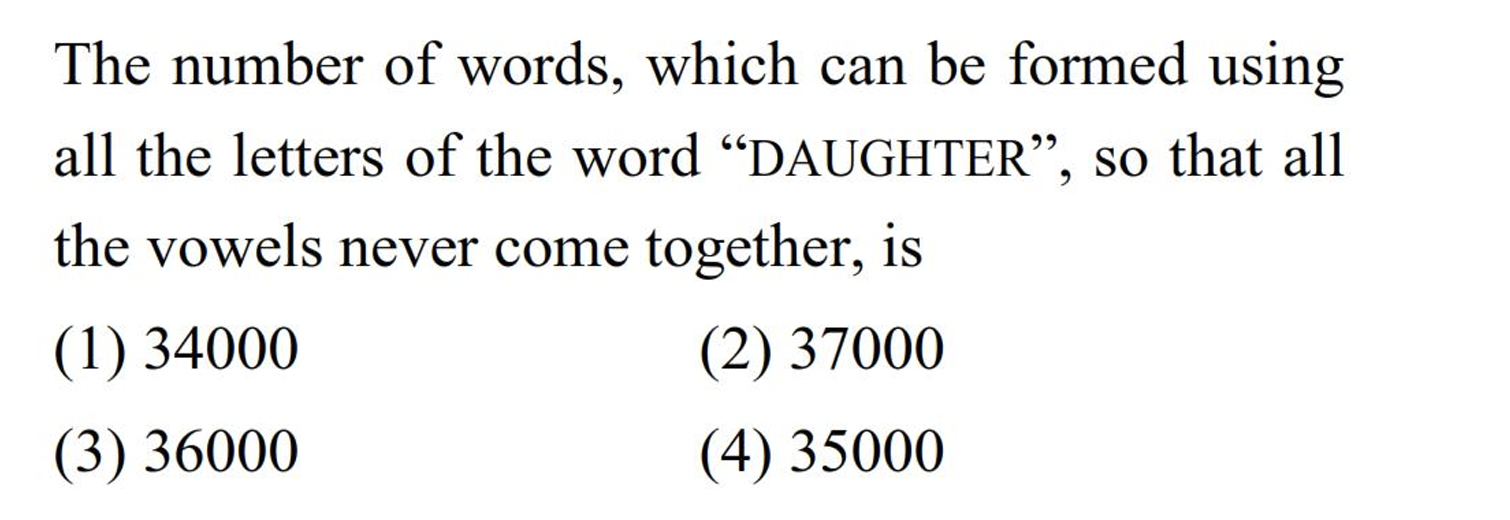 The number of words, which can be formed using
all the letters of the word “DAUGHTER”, so that all
the vowels never come together, is
(1) 34000 (2) 37000
(3) 36000 (4) 35000